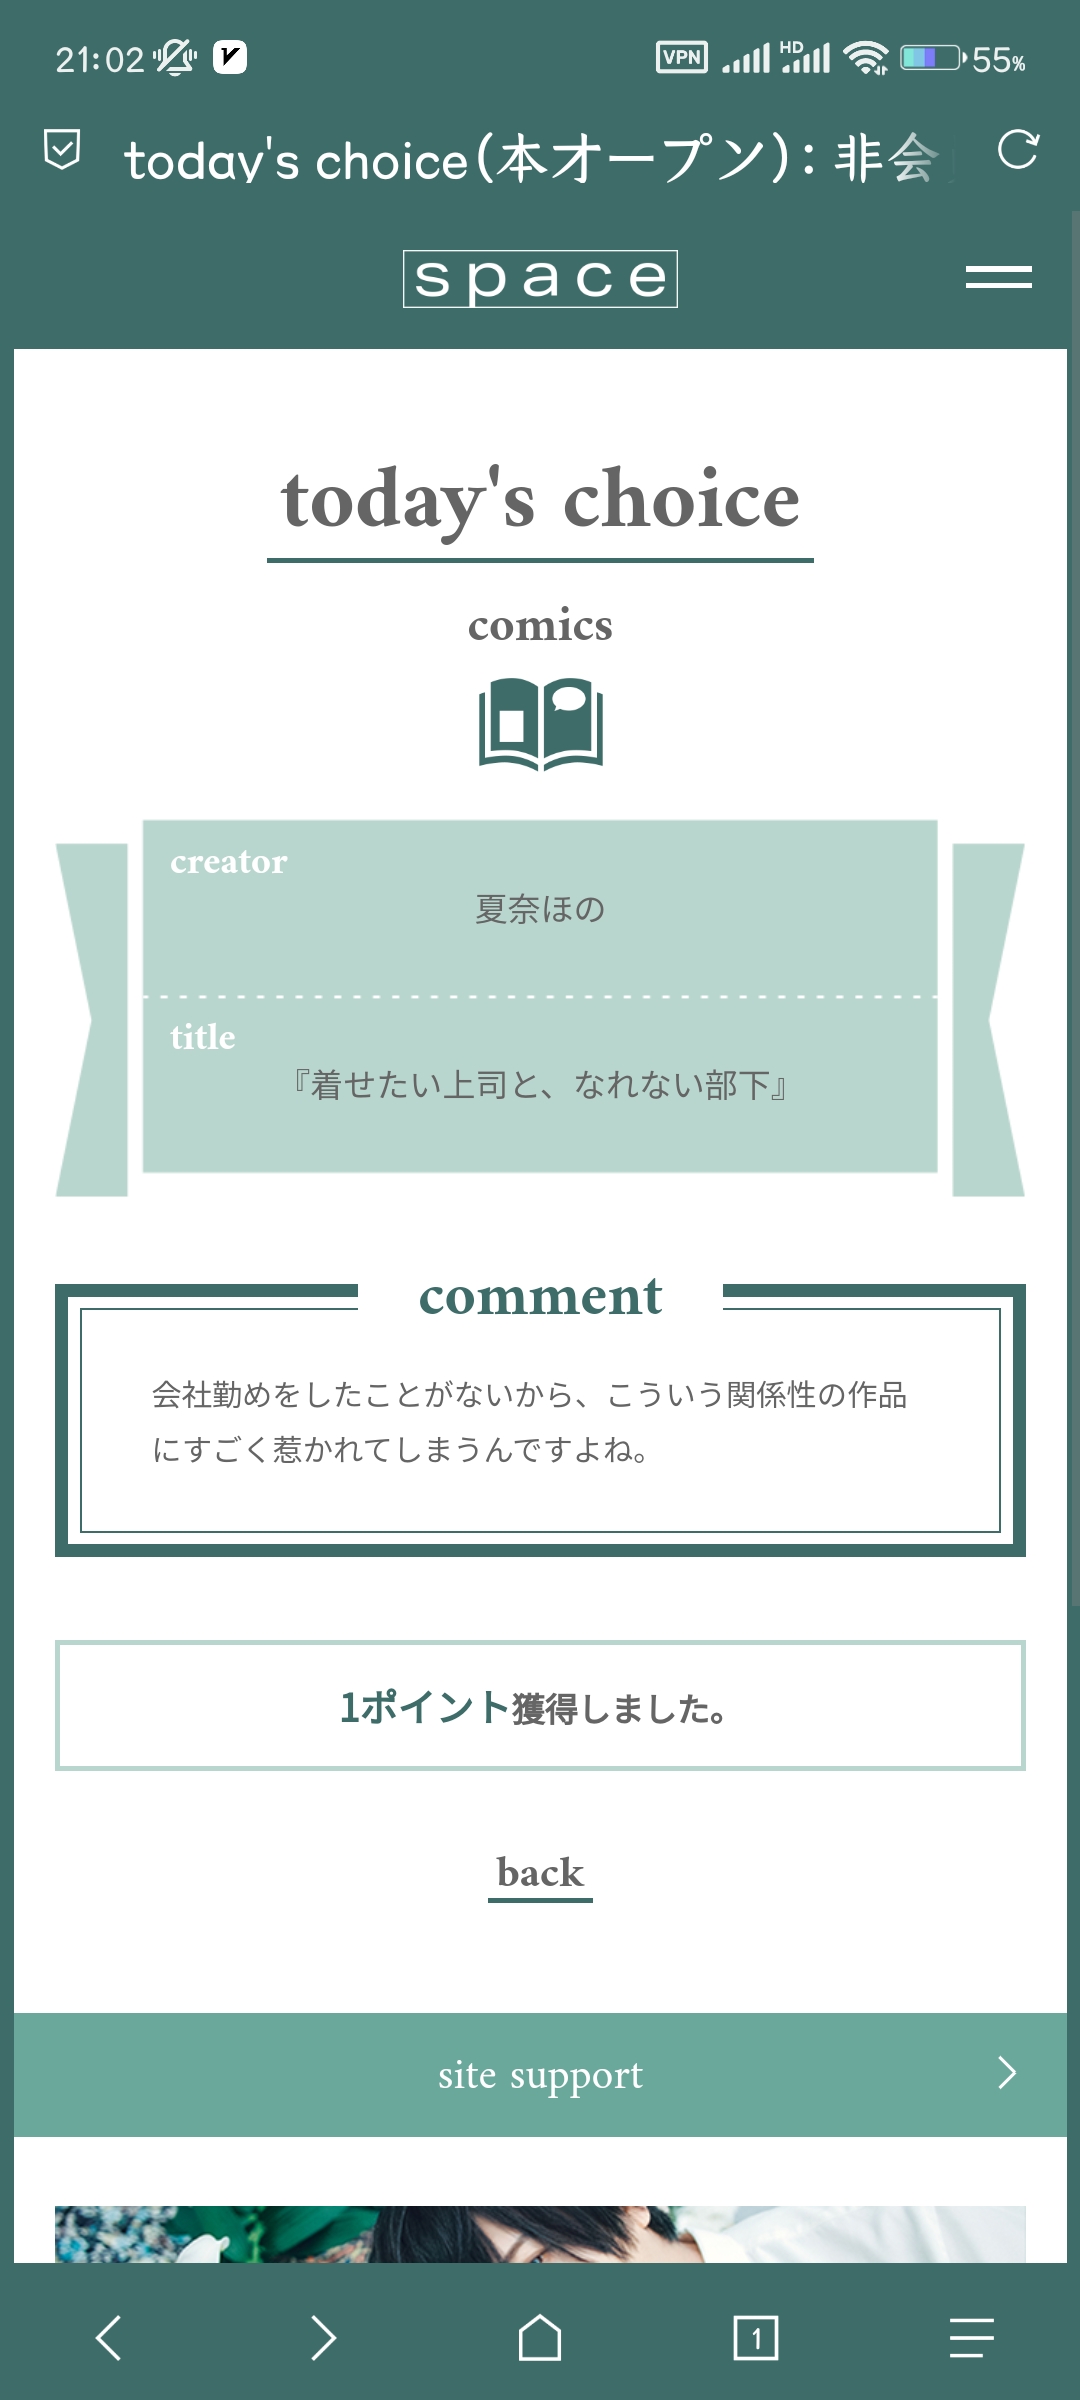 21:02
VPN HD 55%
today's choice(本オープン): 非会
space
today's choice
comics
creator
夏奈ほの
title
『着せたい上司と、なれない部下』
comment
会社勤めをしたことがないから、こういう関係性の作品
にすごく惹かれてしまうんですよね。
1ポイント獲得しました。
back
site support
1